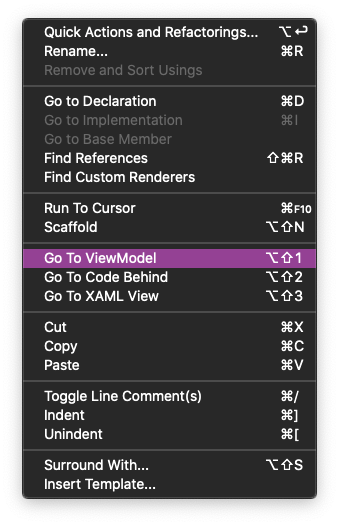 Quick Actions and Refactorings... ⌥↩
Rename... ⌘R
Remove and Sort Usings
Go to Declaration ⌘D
Go to Implementation ⌘I
Go to Base Member
Find References ⇧⌘R
Find Custom Renderers
Run To Cursor ⌘F10
Scaffold ⌥⇧N
Go To ViewModel ⌥⇧1
Go To Code Behind ⌥⇧2
Go To XAML View ⌥⇧3
Cut ⌘X
Copy ⌘C
Paste ⌘V
Toggle Line Comment(s) ⌘/
Indent ⌘]
Unindent ⌘[
Surround With... ⌥⇧S
Insert Template...